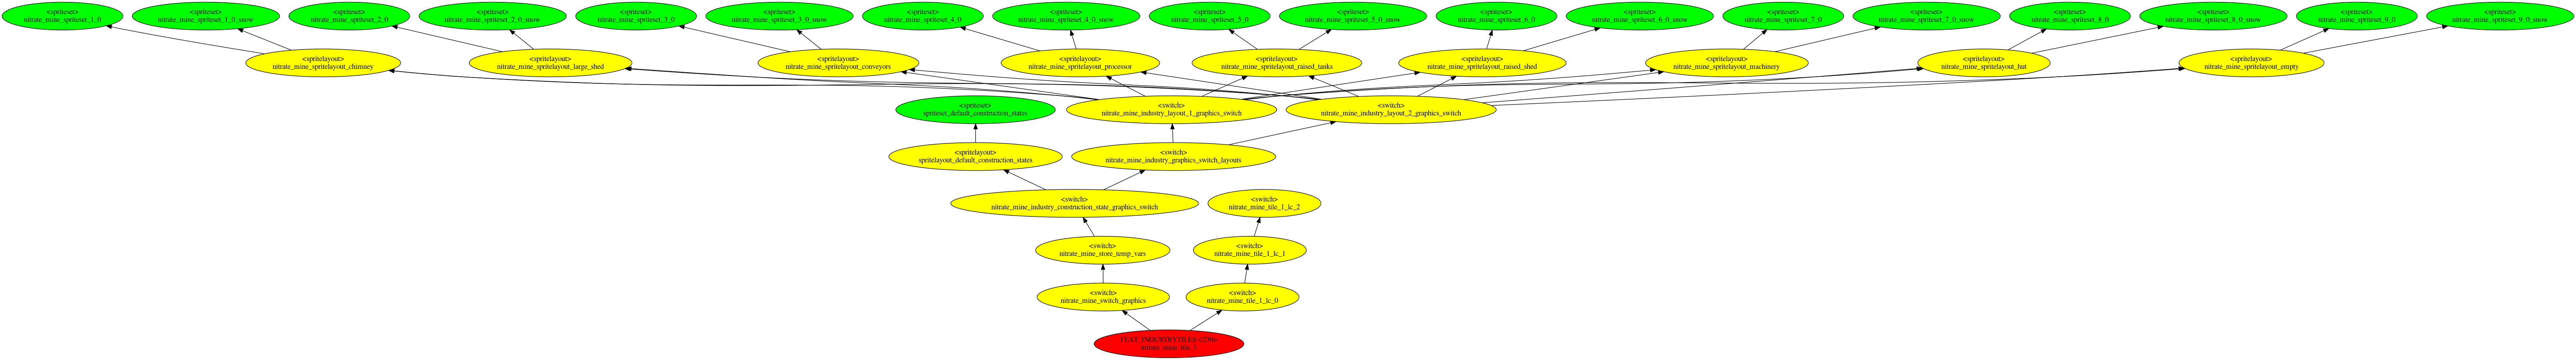 <spriteset>
nitrate_mine_spriteset_1_0
<spriteset>
nitrate_mine_spriteset_1_0_snow
<spriteset>
nitrate_mine_spriteset_2_0
<spriteset>
nitrate_mine_spriteset_2_0_snow
<spriteset>
nitrate_mine_spriteset_3_0
<spriteset>
nitrate_mine_spriteset_3_0_snow
<spriteset>
nitrate_mine_spriteset_4_0
<spriteset>
nitrate_mine_spriteset_4_0_snow
<spriteset>
nitrate_mine_spriteset_5_0
<spriteset>
nitrate_mine_spriteset_5_0_snow
<spriteset>
nitrate_mine_spriteset_6_0
<spriteset>
nitrate_mine_spriteset_6_0_snow
<spriteset>
nitrate_mine_spriteset_7_0
<spriteset>
nitrate_mine_spriteset_7_0_snow
<spriteset>
nitrate_mine_spriteset_8_0
<spriteset>
nitrate_mine_spriteset_8_0_snow
<spriteset>
nitrate_mine_spriteset_9_0
<spriteset>
nitrate_mine_spriteset_9_0_snow
<spritelayout>
nitrate_mine_spritelayout_chimney
<spritelayout>
nitrate_mine_spritelayout_large_shed
<spritelayout>
nitrate_mine_spritelayout_conveyors
<spritelayout>
nitrate_mine_spritelayout_processor
<spritelayout>
nitrate_mine_spritelayout_raised_tanks
<spritelayout>
nitrate_mine_spritelayout_raised_shed
<spritelayout>
nitrate_mine_spritelayout_machinery
<spritelayout>
nitrate_mine_spritelayout_hut
<spritelayout>
nitrate_mine_spritelayout_empty
<spriteset>
spriteset_default_construction_states
<switch>
nitrate_mine_industry_layout_1_graphics_switch
<switch>
nitrate_mine_industry_layout_2_graphics_switch
<spritelayout>
spritelayout_default_construction_states
<switch>
nitrate_mine_industry_graphics_switch_layouts
<switch>
nitrate_mine_industry_construction_state_graphics_switch
<switch>
nitrate_mine_tile_1_lc_2
<switch>
nitrate_mine_store_temp_vars
<switch>
nitrate_mine_tile_1_lc_1
<switch>
nitrate_mine_switch_graphics
<switch>
nitrate_mine_tile_1_lc_0
FEAT_INDUSTRYTILES <230>
nitrate_mine_tile_1